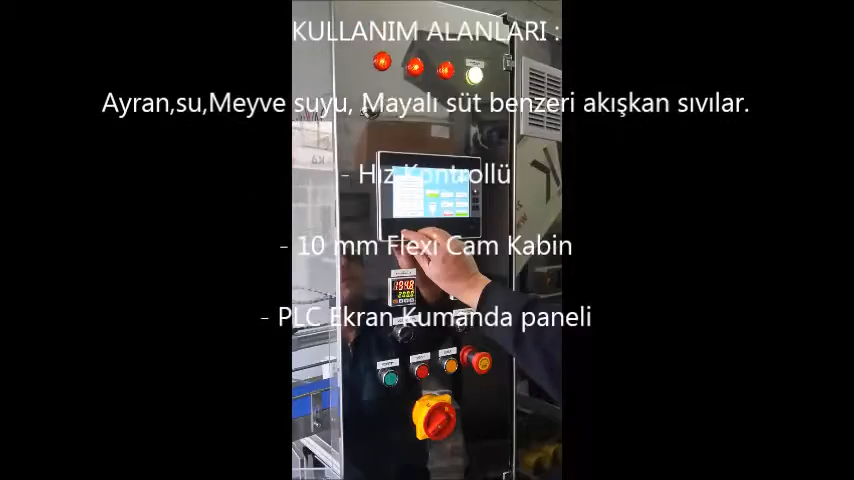 KULLANIM ALANLARI :
Ayran,su,Meyve suyu, Mayalı süt benzeri akışkan sıvılar.
- Hız Kontrollü
- 10 mm Flexi Cam Kabin
- PLC Ekran Kumanda paneli